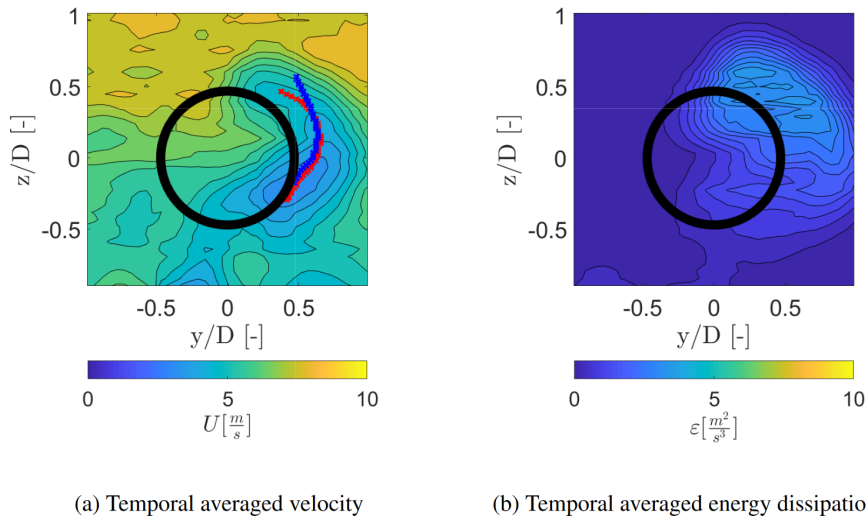 1
0.5
0
-0.5
z/D [-]
-0.5 0 0.5
y/D [-]
0 5 10
U[m/s]
(a) Temporal averaged velocity
1
0.5
0
-0.5
z/D [-]
-0.5 0 0.5
y/D [-]
0 5 10
ε[m²/s³]
(b) Temporal averaged energy dissipatio